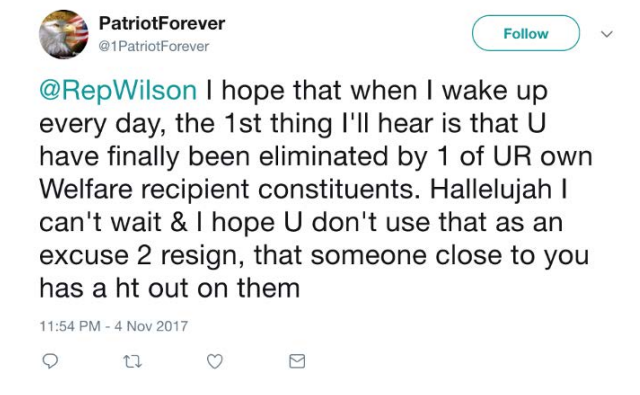 PatriotForever
@1PatriotForever
Follow
@RepWilson I hope that when I wake up
every day, the 1st thing I'll hear is that U
have finally been eliminated by 1 of UR own
Welfare recipient constituents. Hallelujah I
can't wait & I hope U don't use that as an
excuse 2 resign, that someone close to you
has a ht out on them
11:54 PM - 4 Nov 2017